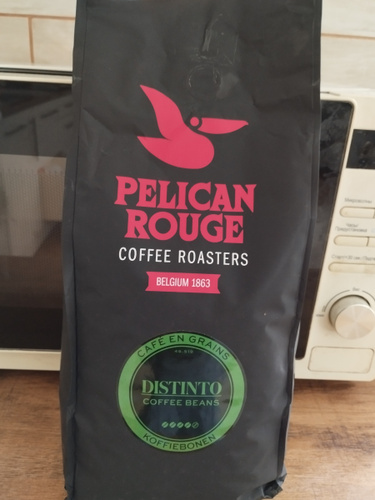 PELICAN
ROUGE
COFFEE ROASTERS
BELGIUM 1863
CAFÉ EN GRAINS
DISTINTO
COFFEE BEANS
KOFFIEBONEN